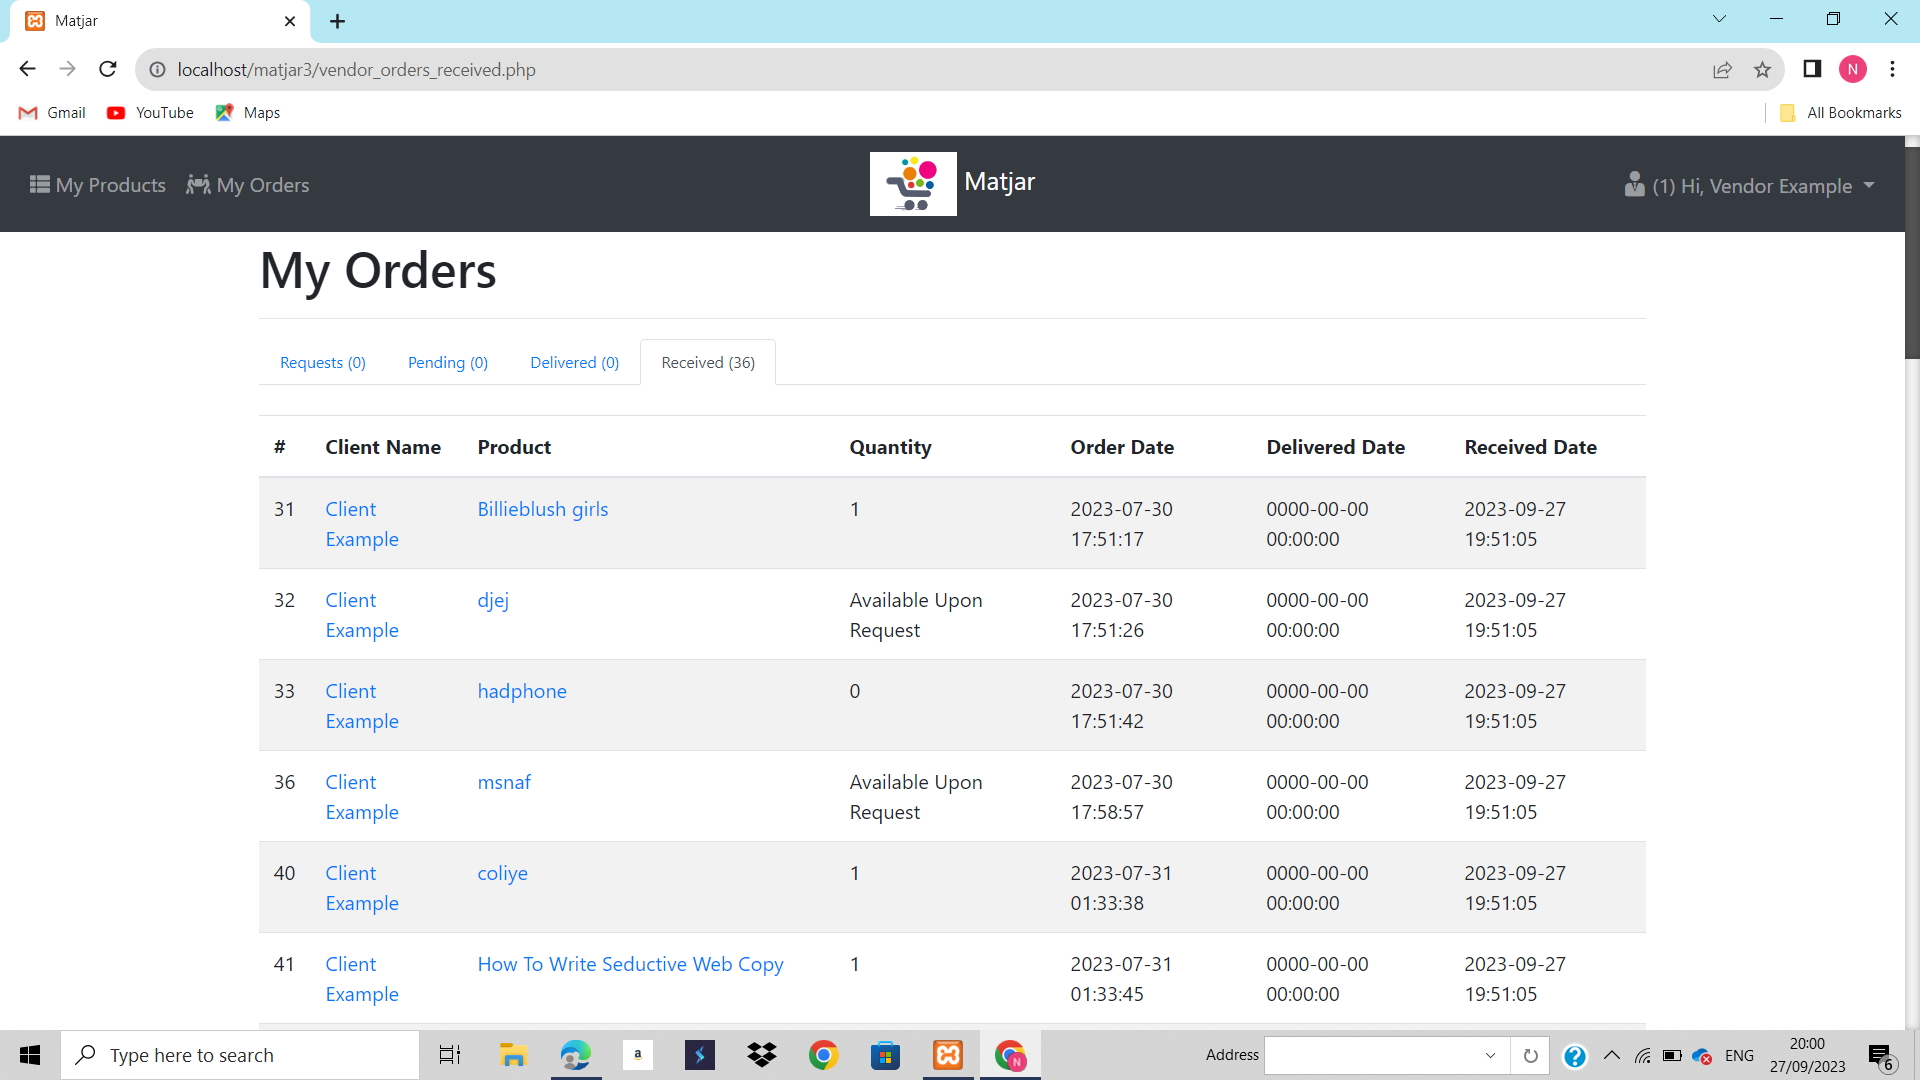 Matjar
localhost/matjar3/vendor_orders_received.php
N
Gmail
YouTube
Maps
All Bookmarks
My Products
My Orders
Matjar
(1) Hi, Vendor Example
My Orders
Requests (0)
Pending (0)
Delivered (0)
Received (36)
# Client Name Product Quantity Order Date Delivered Date Received Date
31 Client Billieblush girls 1 2023-07-30 0000-00-00 2023-09-27
Example 17:51:17 00:00:00 19:51:05
32 Client djej Available Upon 2023-07-30 0000-00-00 2023-09-27
Example Request 17:51:26 00:00:00 19:51:05
33 Client hadphone 0 2023-07-30 0000-00-00 2023-09-27
Example 17:51:42 00:00:00 19:51:05
36 Client msnaf Available Upon 2023-07-30 0000-00-00 2023-09-27
Example Request 17:58:57 00:00:00 19:51:05
40 Client coliye 1 2023-07-31 0000-00-00 2023-09-27
Example 01:33:38 00:00:00 19:51:05
41 Client How To Write Seductive Web Copy 1 2023-07-31 0000-00-00 2023-09-27
Example 01:33:45 00:00:00 19:51:05
Type here to search
a
N
Address
ENG
20:00
27/09/2023
6